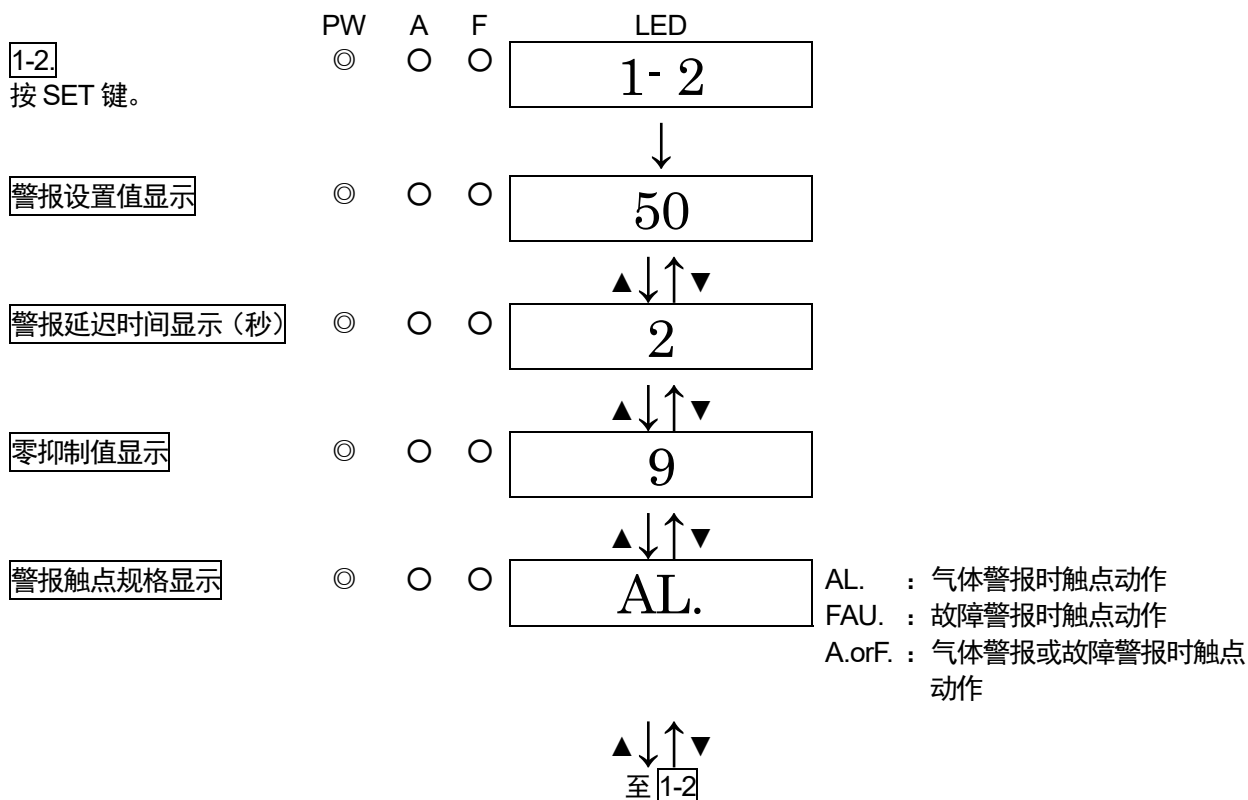 PW A F LED
1-2. ◎ ○ ○ 1- 2
按 SET 键。
↓
警报设置值显示 ◎ ○ ○ 50
▲↓↑▼
警报延迟时间显示（秒） ◎ ○ ○ 2
▲↓↑▼
零抑制值显示 ◎ ○ ○ 9
▲↓↑▼
警报触点规格显示 ◎ ○ ○ AL. AL. ：气体警报时触点动作
FAU. ：故障警报时触点动作
A.orF. ：气体警报或故障警报时触点
动作
▲↓↑▼
至 1-2